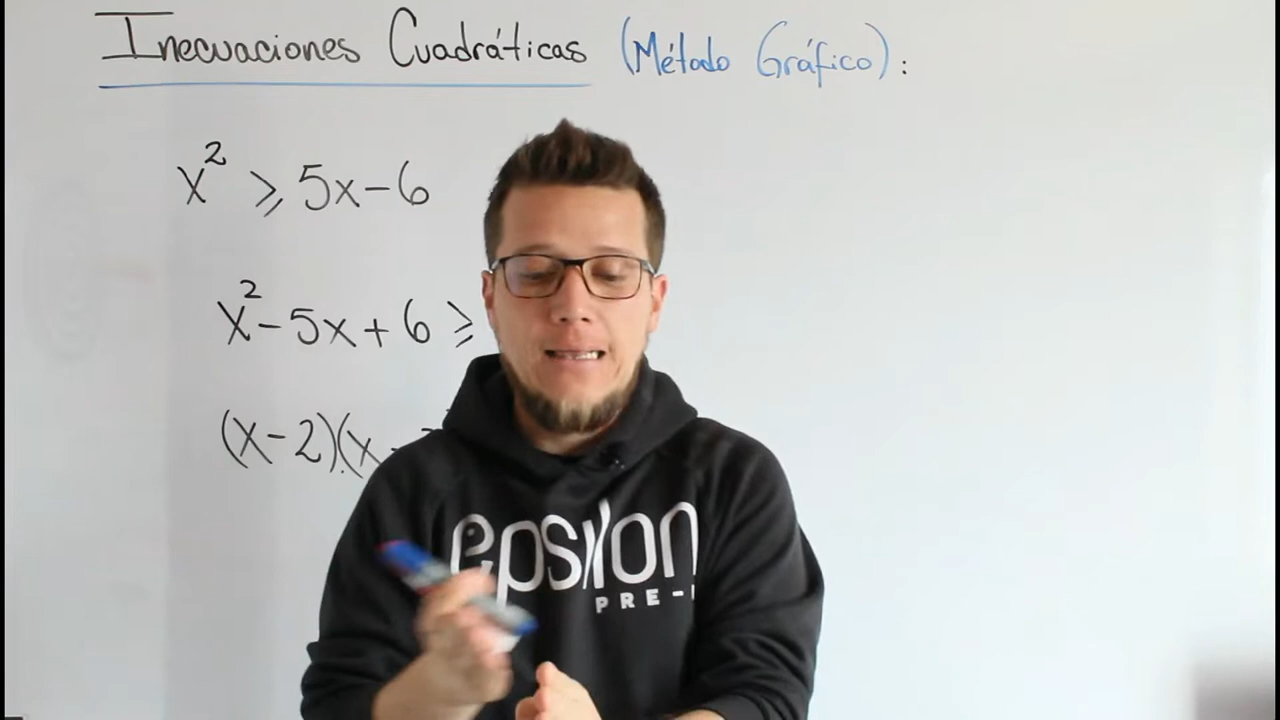 Inecuaciones Cuadráticas (Método Gráfico):
x² ≥ 5x-6
x²-5x+6 ≥
(x-2)(x-
epsilon
PRE-